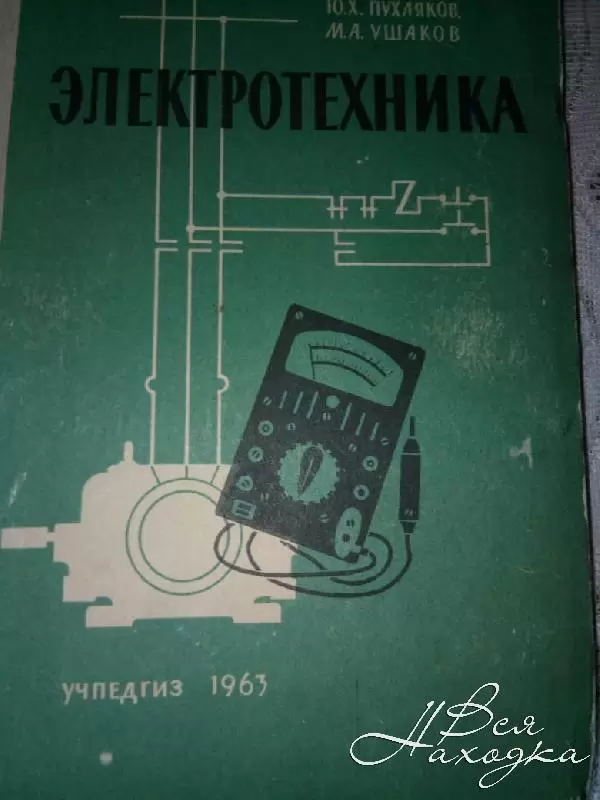 Ю.Х. ПУХЛЯКОВ,
М.А. УШАКОВ
ЭЛЕКТРОТЕХНИКА
УЧПЕДГИЗ 1963
Вся
Находка